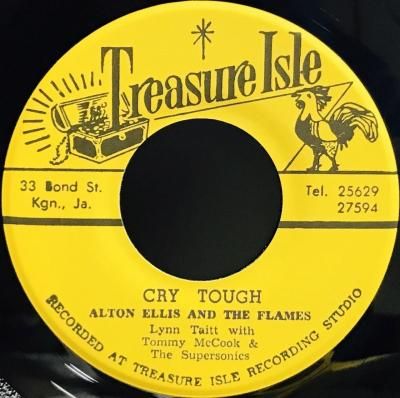 Treasure Isle
33 Bond St.
Kgn., Ja.
Tel. 25629
27594
CRY TOUGH
ALTON ELLIS AND THE FLAMES
Lynn Taitt with
Tommy McCook &
The Supersonics
RECORDED AT TREASURE ISLE RECORDING STUDIO